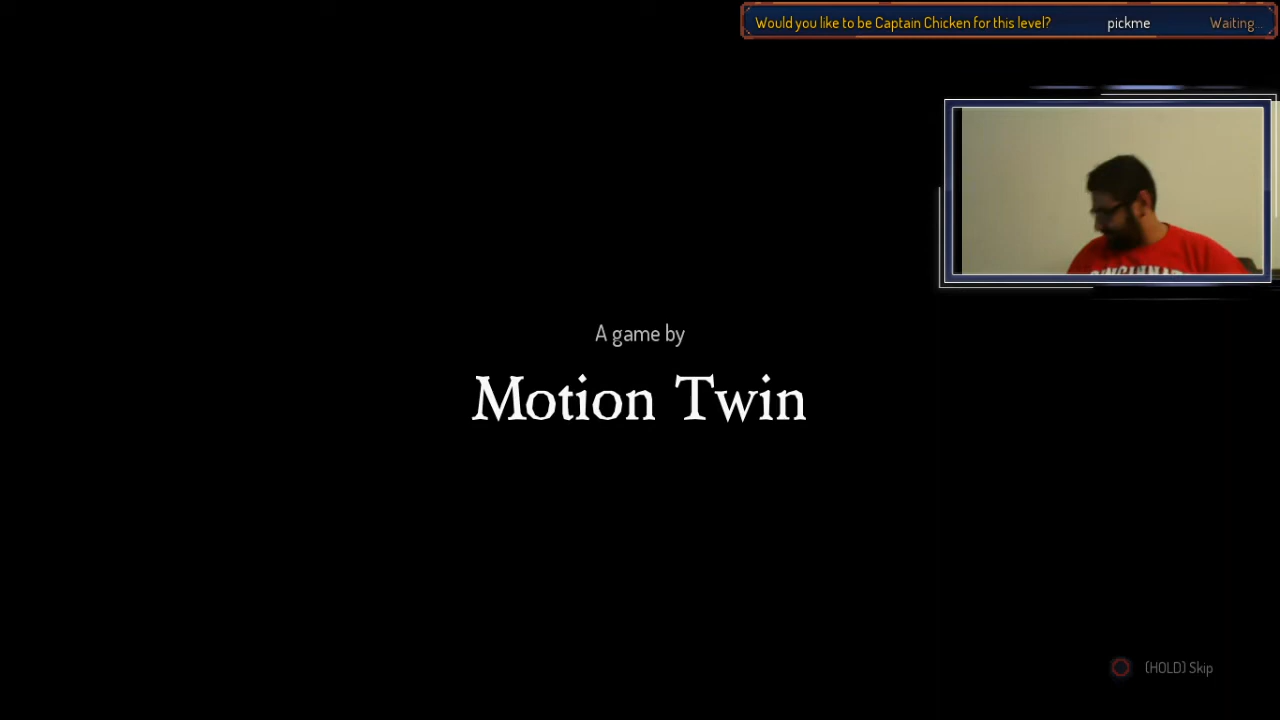 Would you like to be Captain Chicken for this level? pickme Waiting...
A game by
Motion Twin
(HOLD) Skip